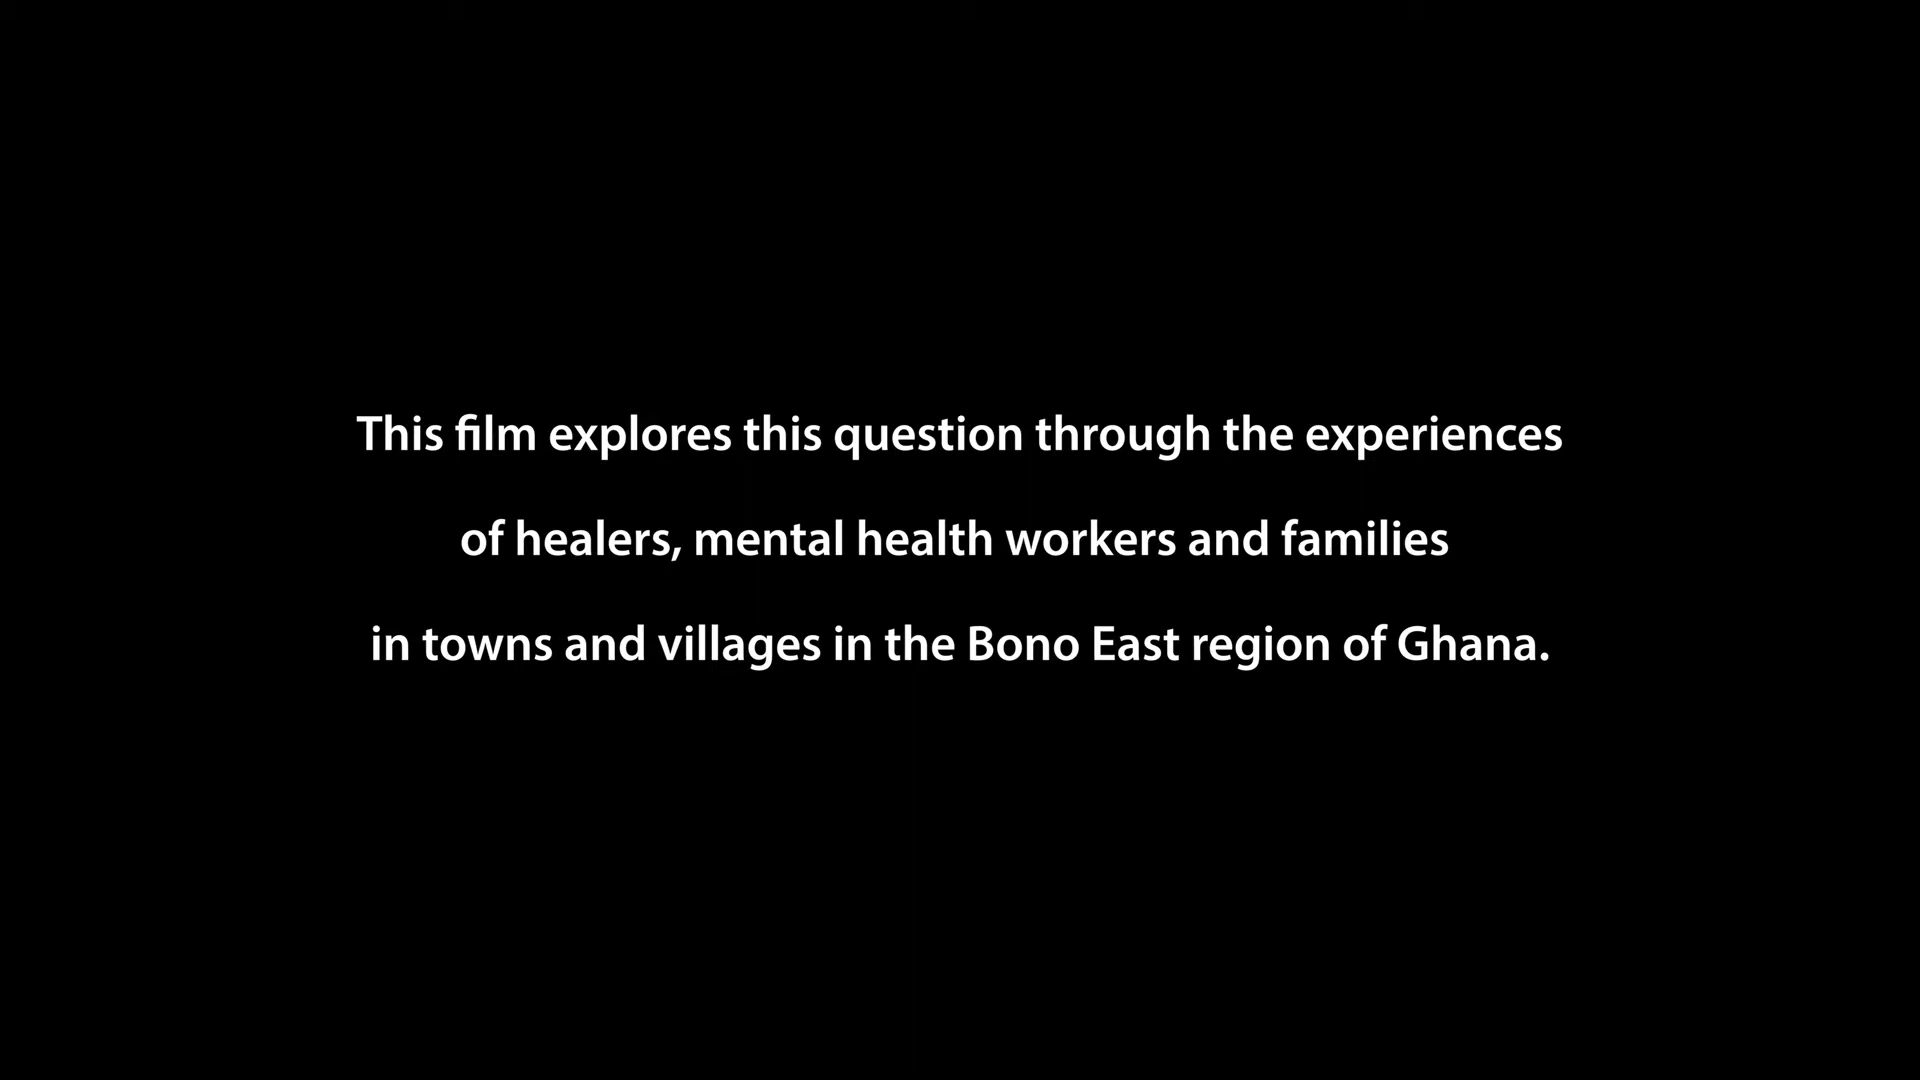 This film explores this question through the experiences
of healers, mental health workers and families
in towns and villages in the Bono East region of Ghana.